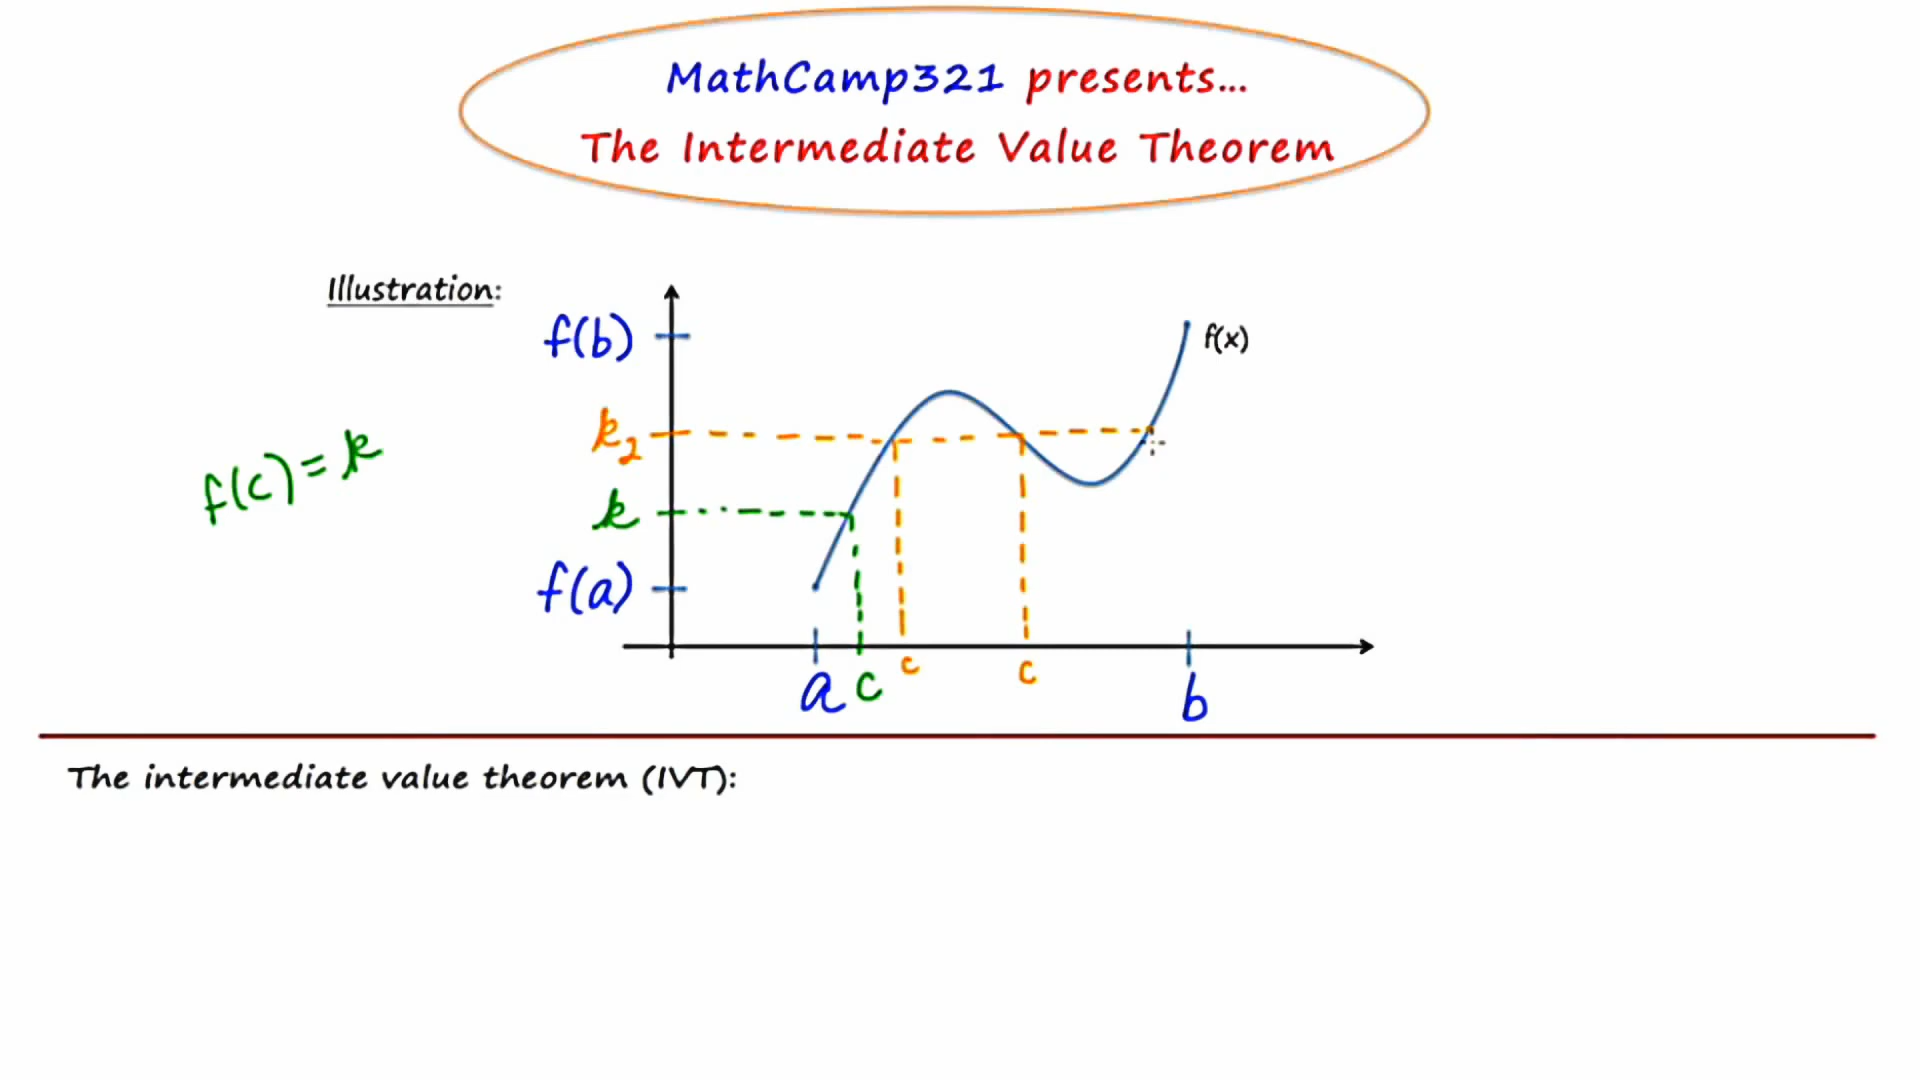 MathCamp321 presents...
The Intermediate Value Theorem
Illustration:
f(b)
f(x)
k2
f(c) = k
k
f(a)
a c c c b
The intermediate value theorem (IVT):